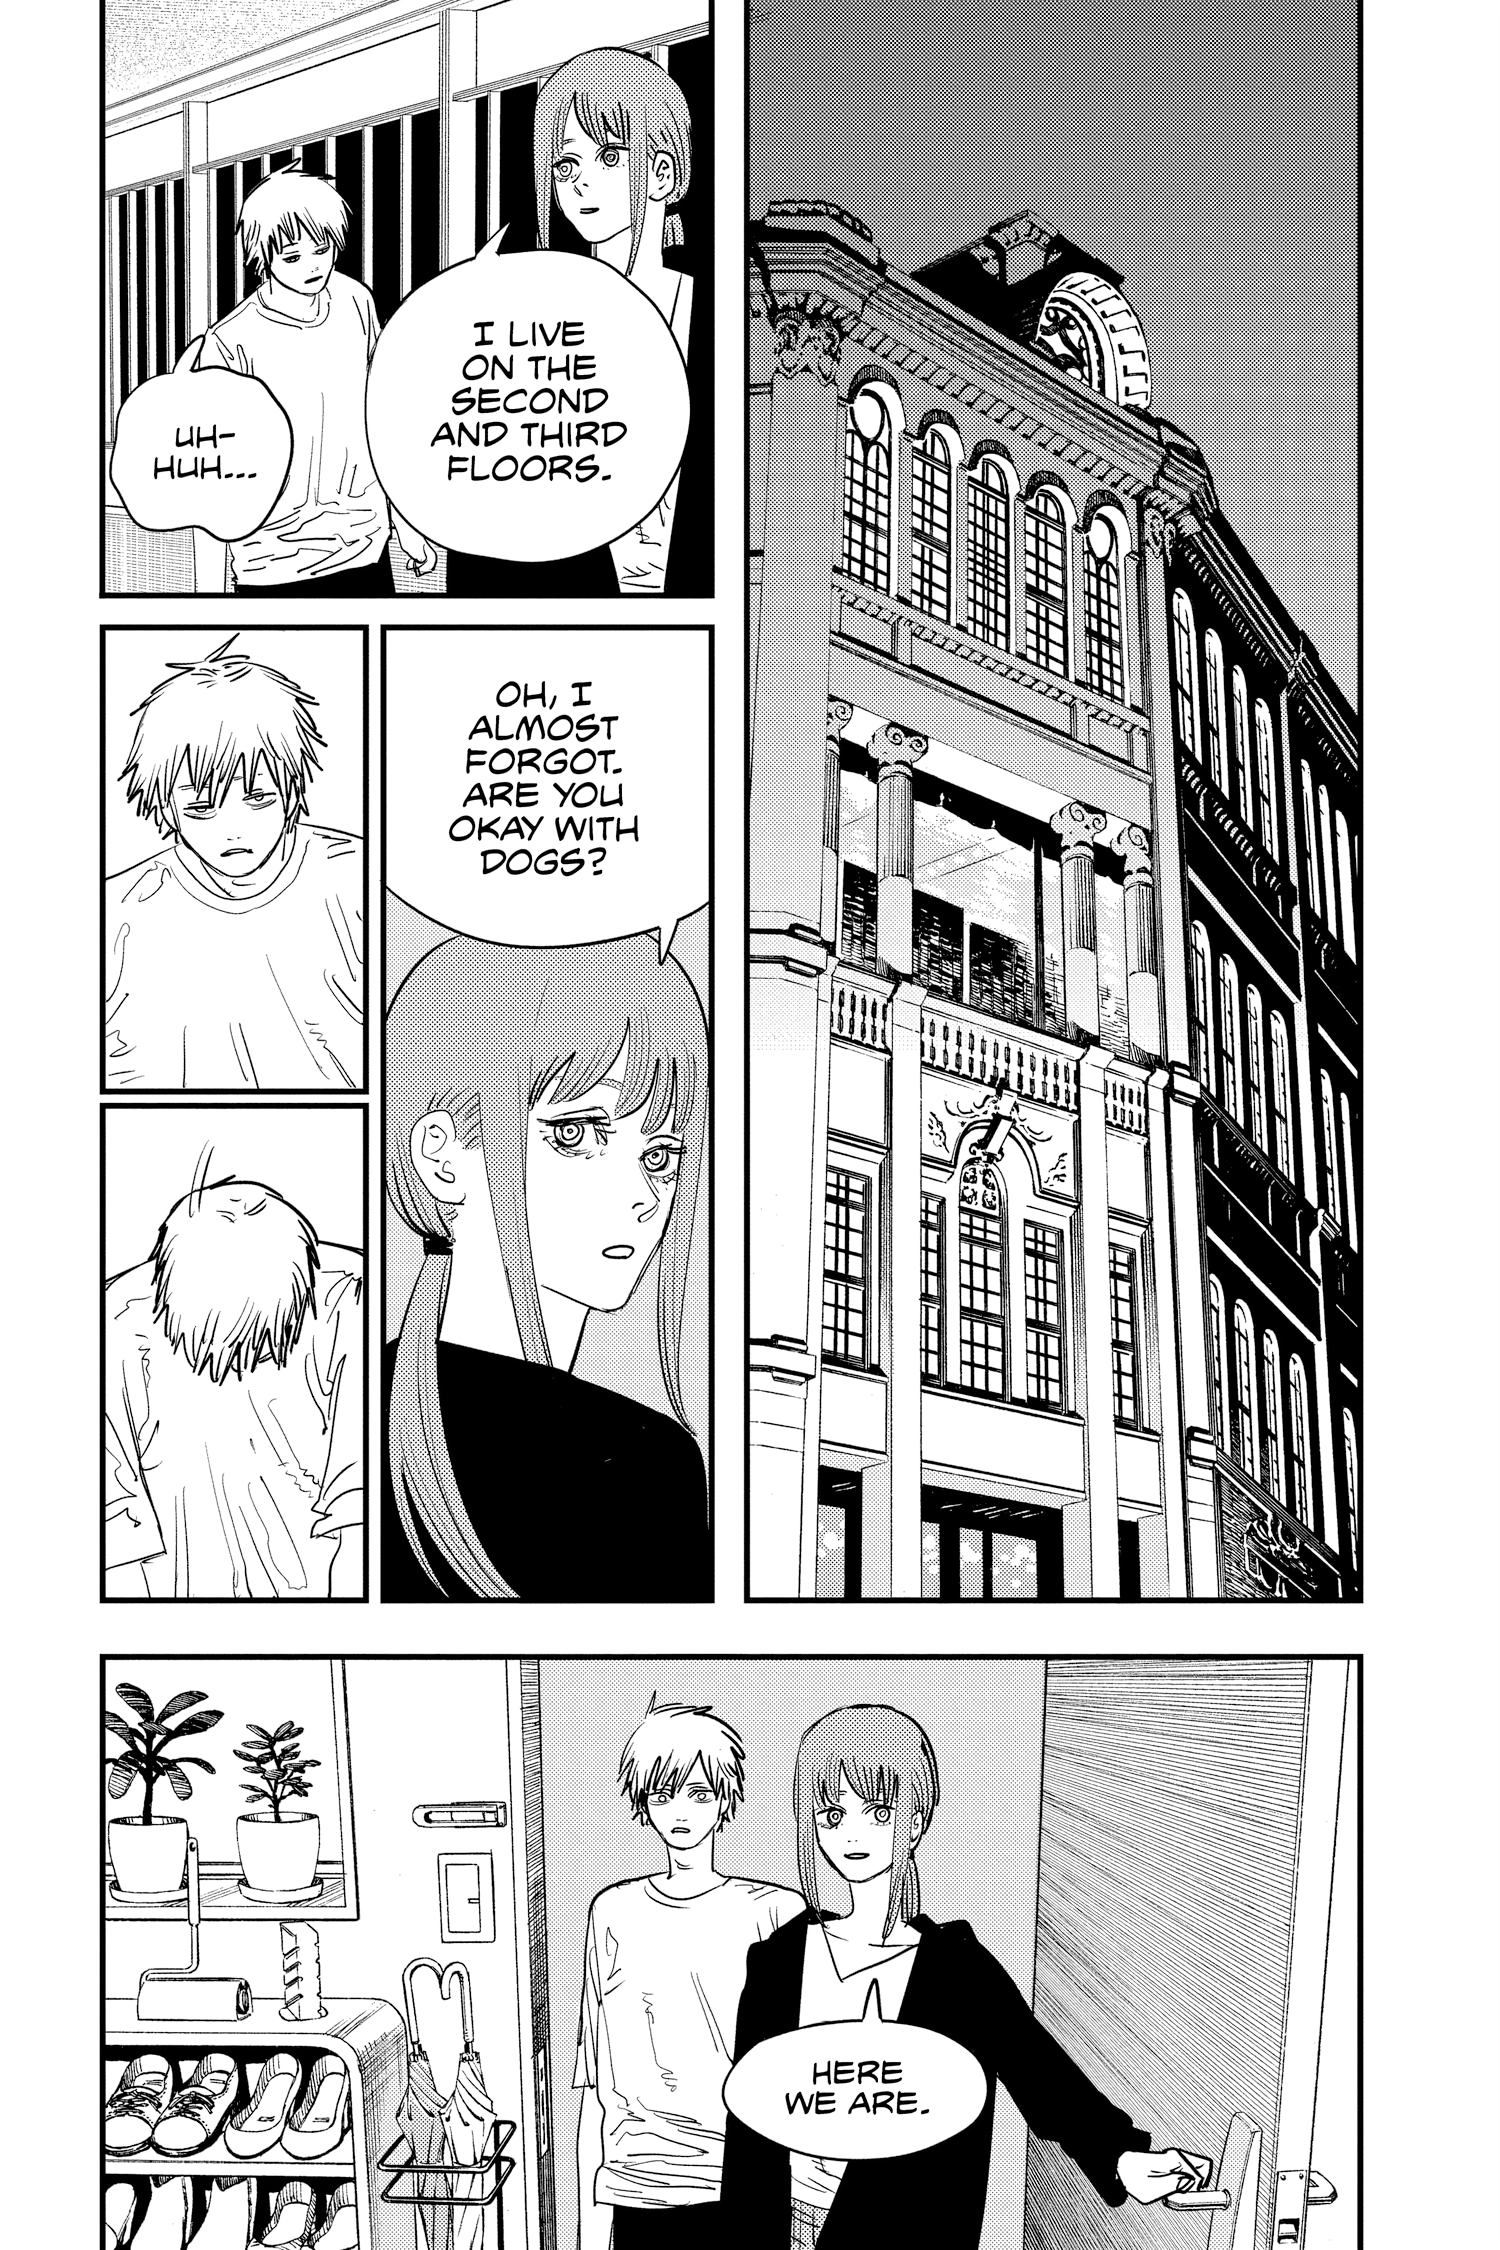 I LIVE
ON THE
SECOND
AND THIRD
FLOORS.
UH-
HUH...
OH, I
ALMOST
FORGOT.
ARE YOU
OKAY WITH
DOGS?
HERE
WE ARE.